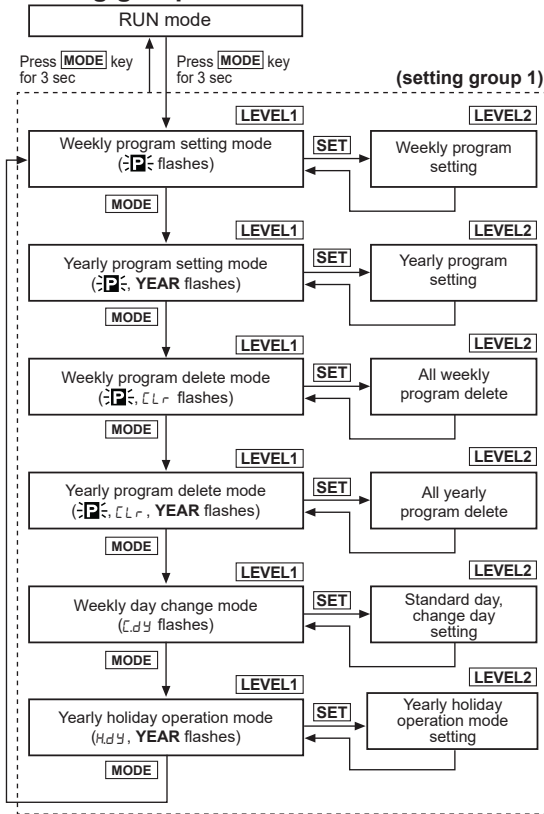 RUN mode
Press MODE key
for 3 sec
Press MODE key
for 3 sec
(setting group 1)
LEVEL1
LEVEL2
Weekly program setting mode
(P flashes)
SET
Weekly program
setting
MODE
LEVEL1
LEVEL2
Yearly program setting mode
(P, YEAR flashes)
SET
Yearly program
setting
MODE
LEVEL1
LEVEL2
Weekly program delete mode
(P, CLr flashes)
SET
All weekly
program delete
MODE
LEVEL1
LEVEL2
Yearly program delete mode
(P, CLr, YEAR flashes)
SET
All yearly
program delete
MODE
LEVEL1
LEVEL2
Weekly day change mode
(C.dy flashes)
SET
Standard day,
change day
setting
MODE
LEVEL1
LEVEL2
Yearly holiday operation mode
(H.dy, YEAR flashes)
SET
Yearly holiday
operation mode
setting
MODE